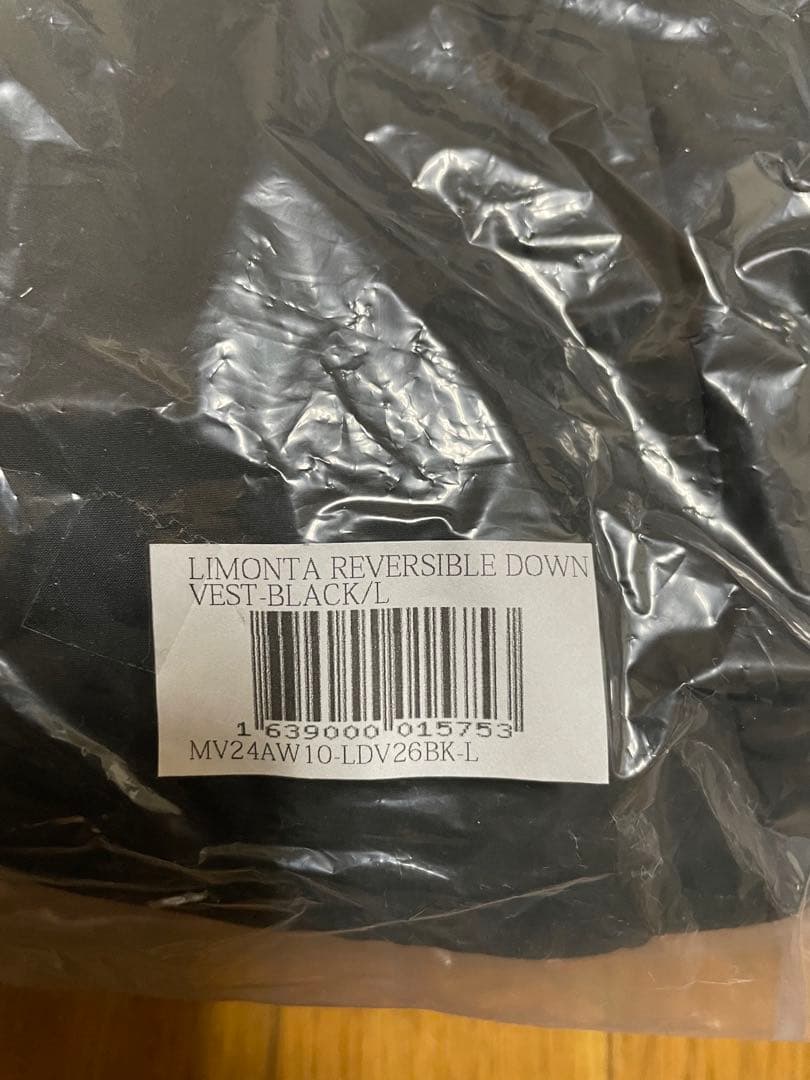 LIMONTA REVERSIBLE DOWN
VEST-BLACK/L
1 639000 015753
MV24AW10-LDV26BK-L